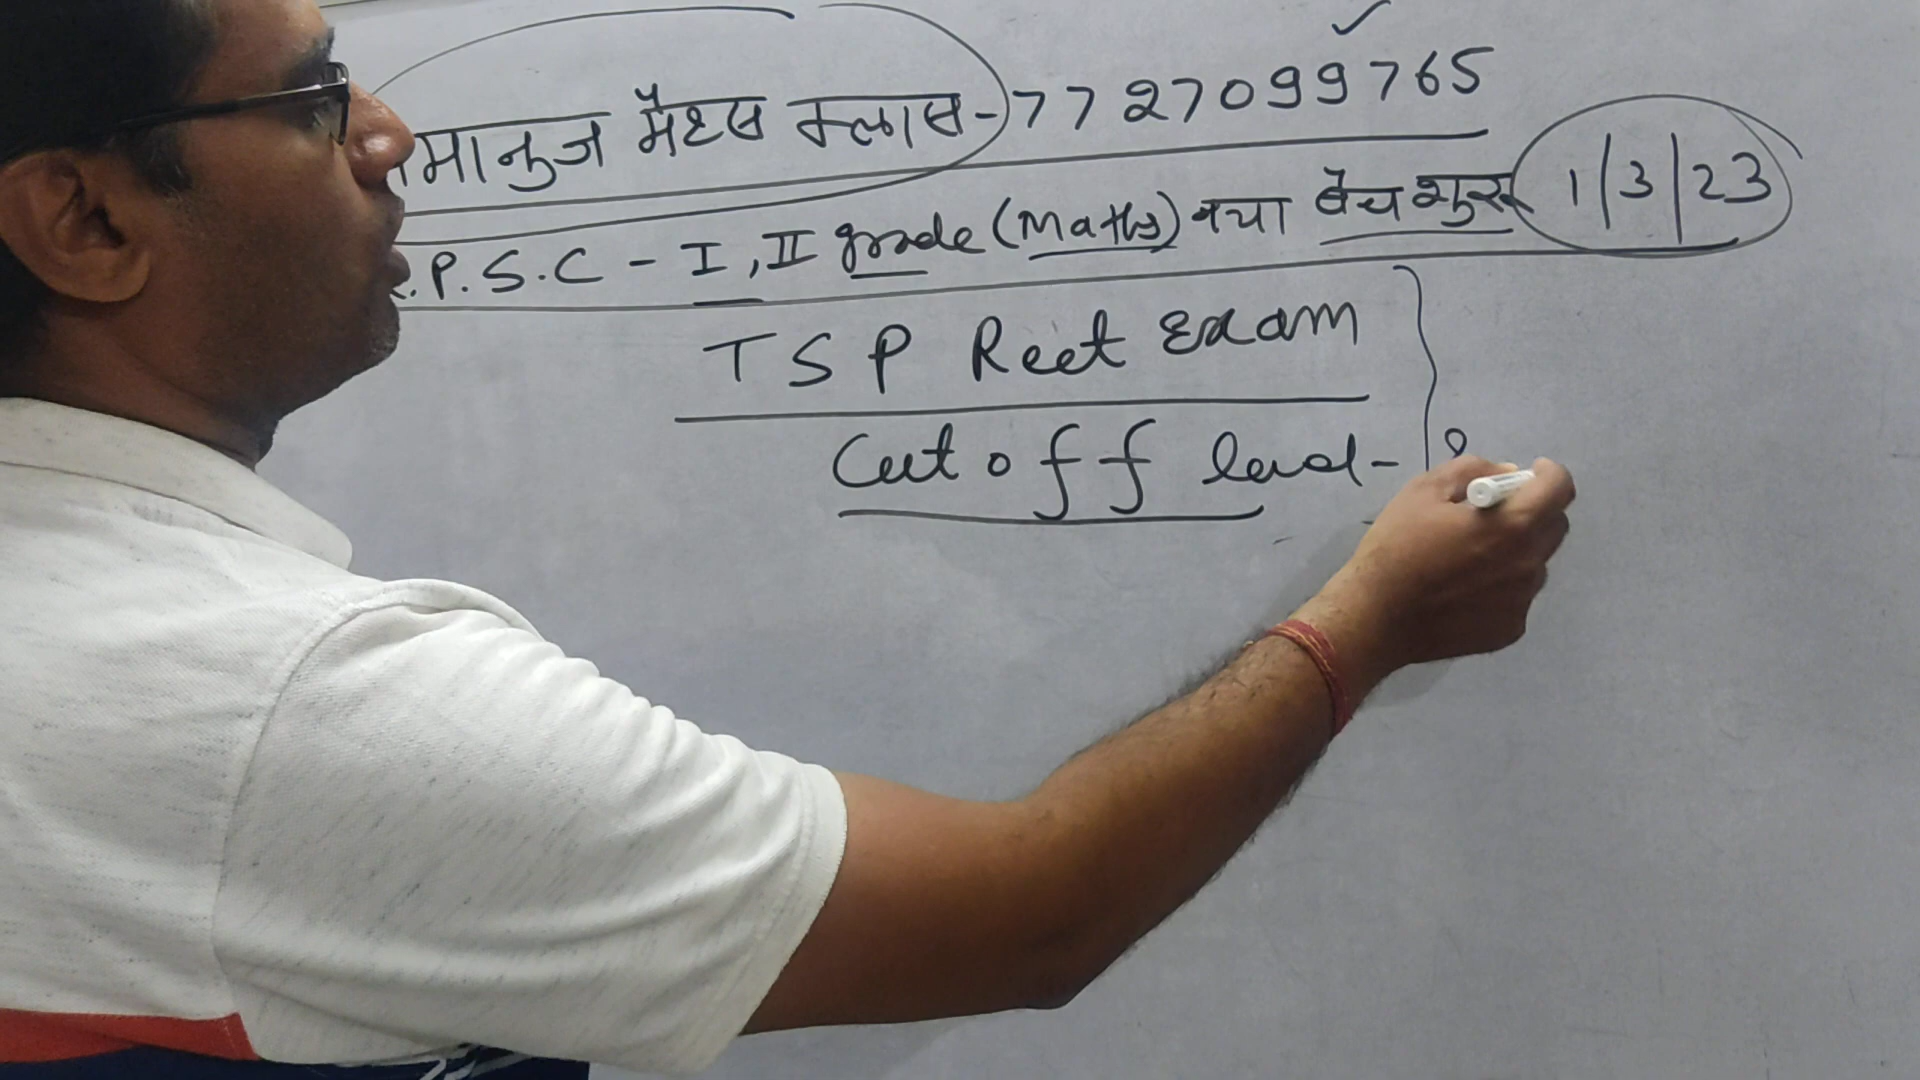 मानुज मैथ्स क्लास-7727099765
.P.S.C - I, II grade (Maths) नया बैच शुरू 1/3/23
TSP Reet Exam
Cut off level-